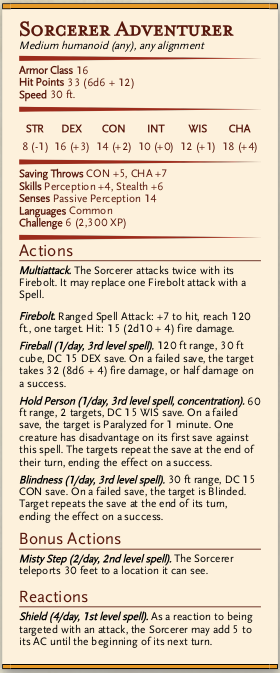 Sorcerer Adventurer
Medium humanoid (any), any alignment
Armor Class 16
Hit Points 33 (6d6 + 12)
Speed 30 ft.
STR DEX CON INT WIS CHA
8 (-1) 16 (+3) 14 (+2) 10 (+0) 12 (+1) 18 (+4)
Saving Throws CON +5, CHA +7
Skills Perception +4, Stealth +6
Senses Passive Perception 14
Languages Common
Challenge 6 (2,300 XP)
Actions
Multiattack. The Sorcerer attacks twice with its
Firebolt. It may replace one Firebolt attack with a
Spell.
Firebolt. Ranged Spell Attack: +7 to hit, reach 120
ft., one target. Hit: 15 (2d10 + 4) fire damage.
Fireball (1/day, 3rd level spell). 120 ft range, 30 ft
cube, DC 15 DEX save. On a failed save, the target
takes 32 (8d6 + 4) fire damage, or half damage on
a success.
Hold Person (1/day, 3rd level spell, concentration). 60
ft range, 2 targets, DC 15 WIS save. On a failed
save, the target is Paralyzed for 1 minute. One
creature has disadvantage on its first save against
this spell. The targets repeat the save at the end of
their turn, ending the effect on a success.
Blindness (1/day, 3rd level spell). 30 ft range, DC 15
CON save. On a failed save, the target is Blinded.
Target repeats the save at the end of its turn,
ending the effect on a success.
Bonus Actions
Misty Step (2/day, 2nd level spell). The Sorcerer
teleports 30 feet to a location it can see.
Reactions
Shield (4/day, 1st level spell). As a reaction to being
targeted with an attack, the Sorcerer may add 5 to
its AC until the beginning of its next turn.